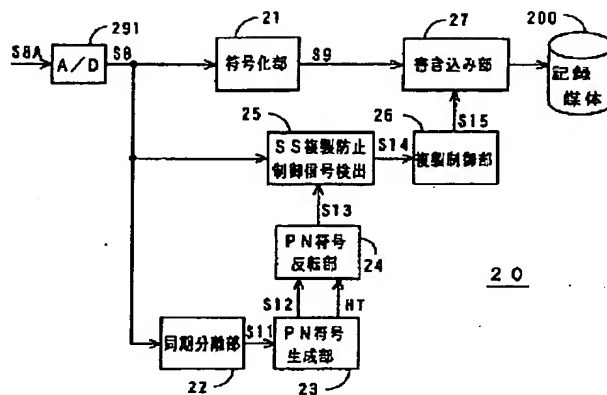 291
21
27
200
S8A
A/D
S8
符号化部
S9
書き込み部
記録
媒体
25
26
S15
SS複製防止
制御信号検出
S14
複製制御部
S13
PN符号
反転部
24
20
S12
HT
同期分離部
S11
PN符号
生成部
22
23